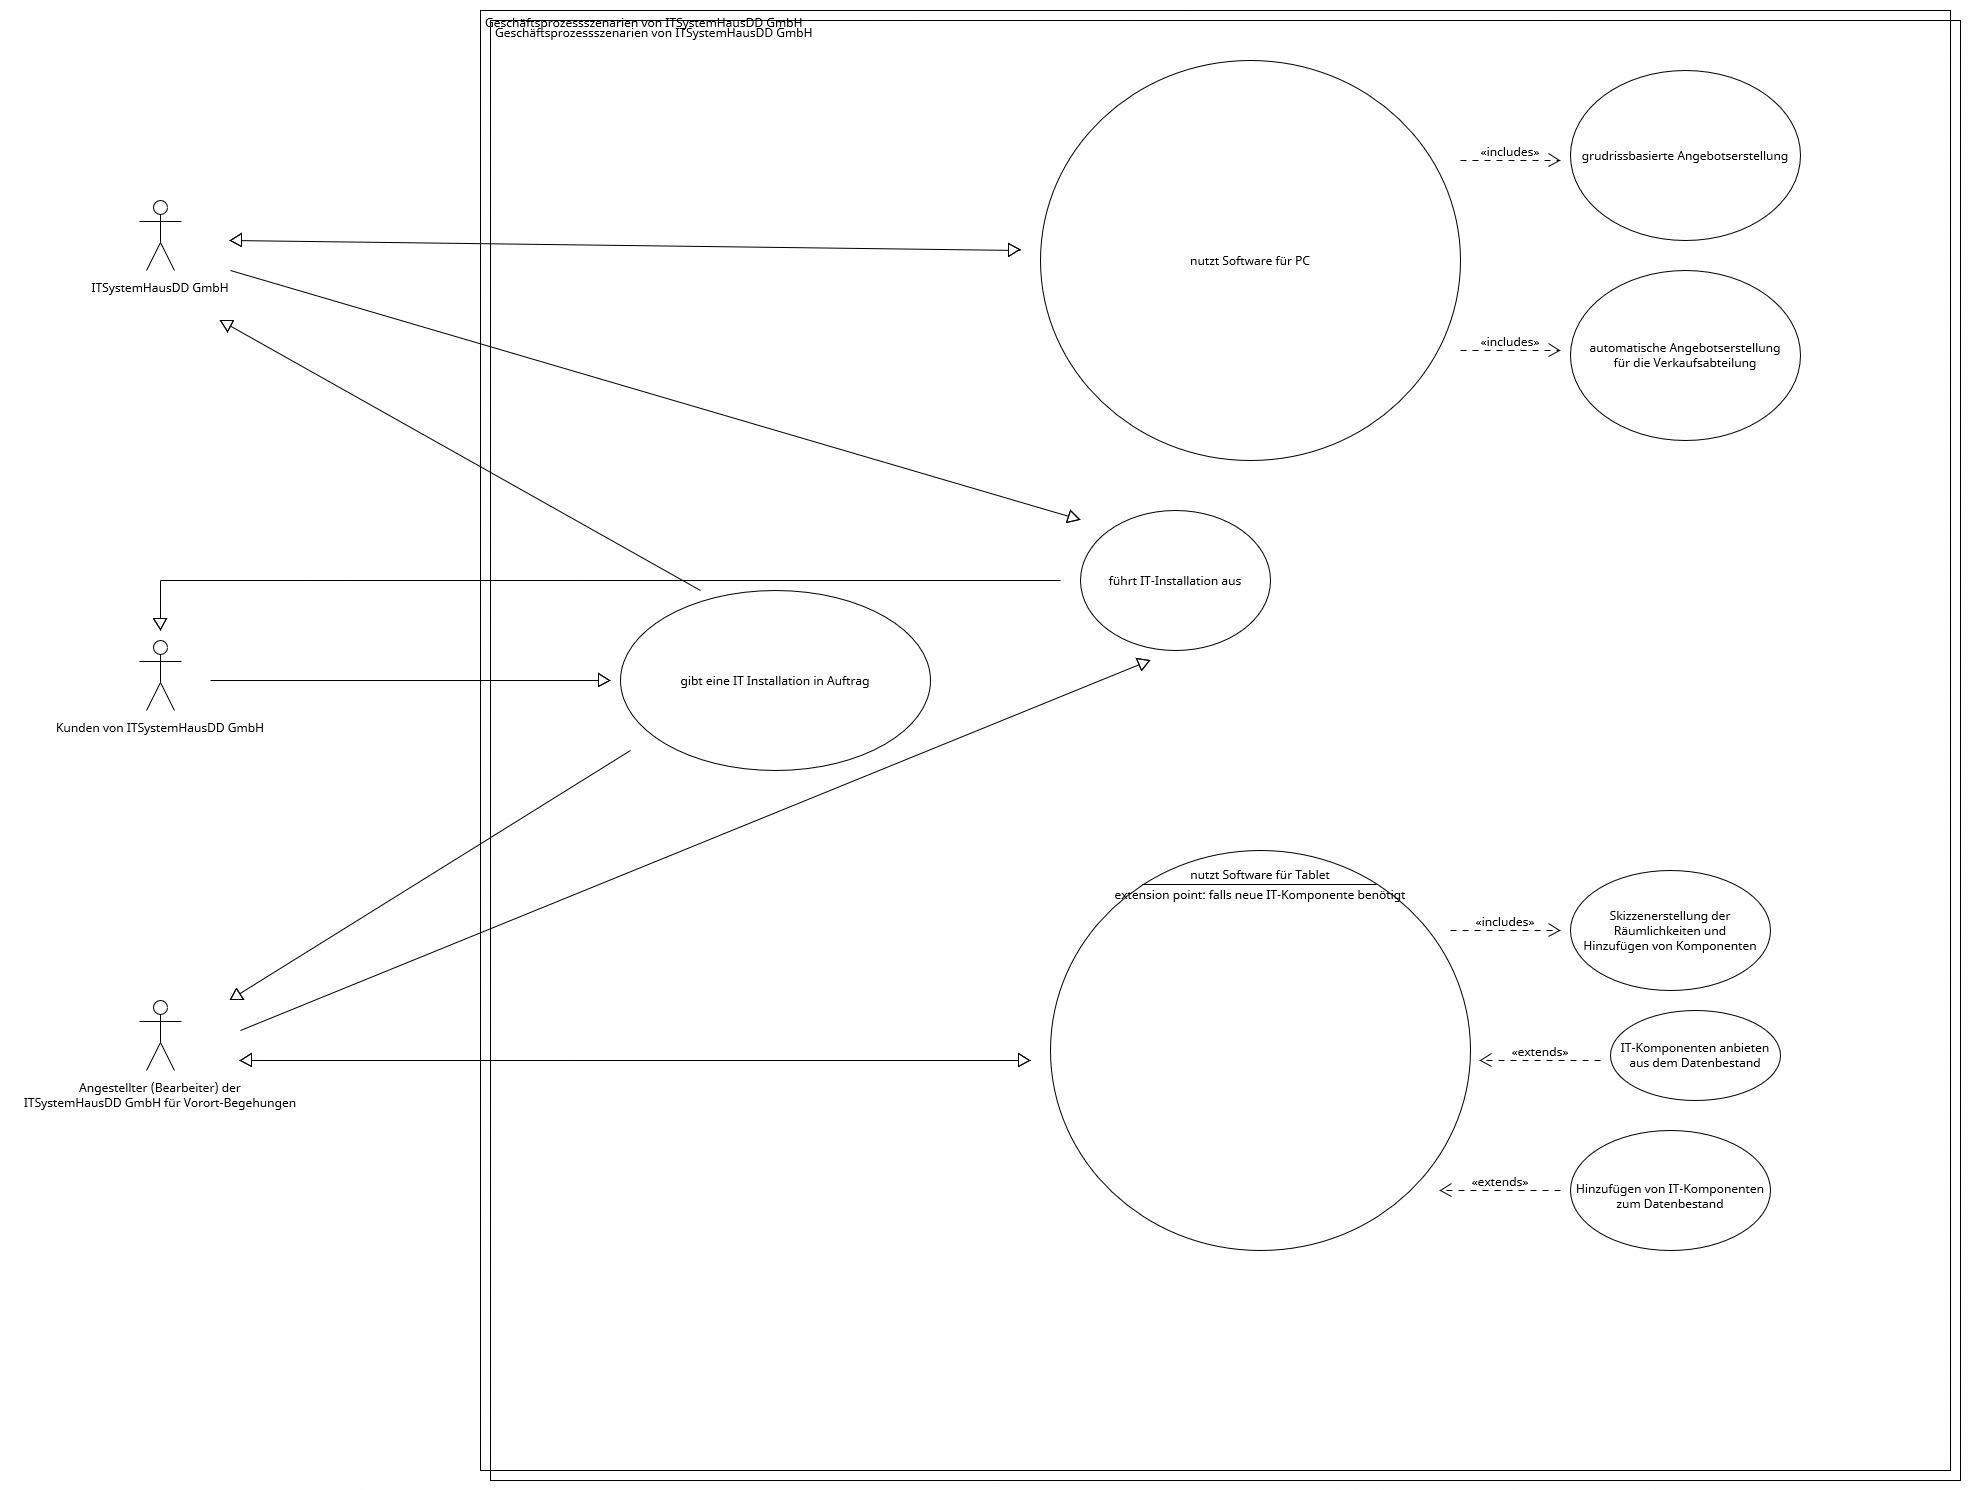 Geschäftsprozessszenarien von ITSystemHausDD GmbH
Geschäftsprozessszenarien von ITSystemHausDD GmbH
«includes»
grudrissbasierte Angebotserstellung
nutzt Software für PC
ITSystemHausDD GmbH
«includes»
automatische Angebotserstellung
für die Verkaufsabteilung
führt IT-Installation aus
gibt eine IT Installation in Auftrag
Kunden von ITSystemHausDD GmbH
nutzt Software für Tablet
extension point: falls neue IT-Komponente benötigt
«includes»
Skizzenerstellung der
Räumlichkeiten und
Hinzufügen von Komponenten
«extends»
IT-Komponenten anbieten
aus dem Datenbestand
Angestellter (Bearbeiter) der
ITSystemHausDD GmbH für Vorort-Begehungen
«extends»
Hinzufügen von IT-Komponenten
zum Datenbestand